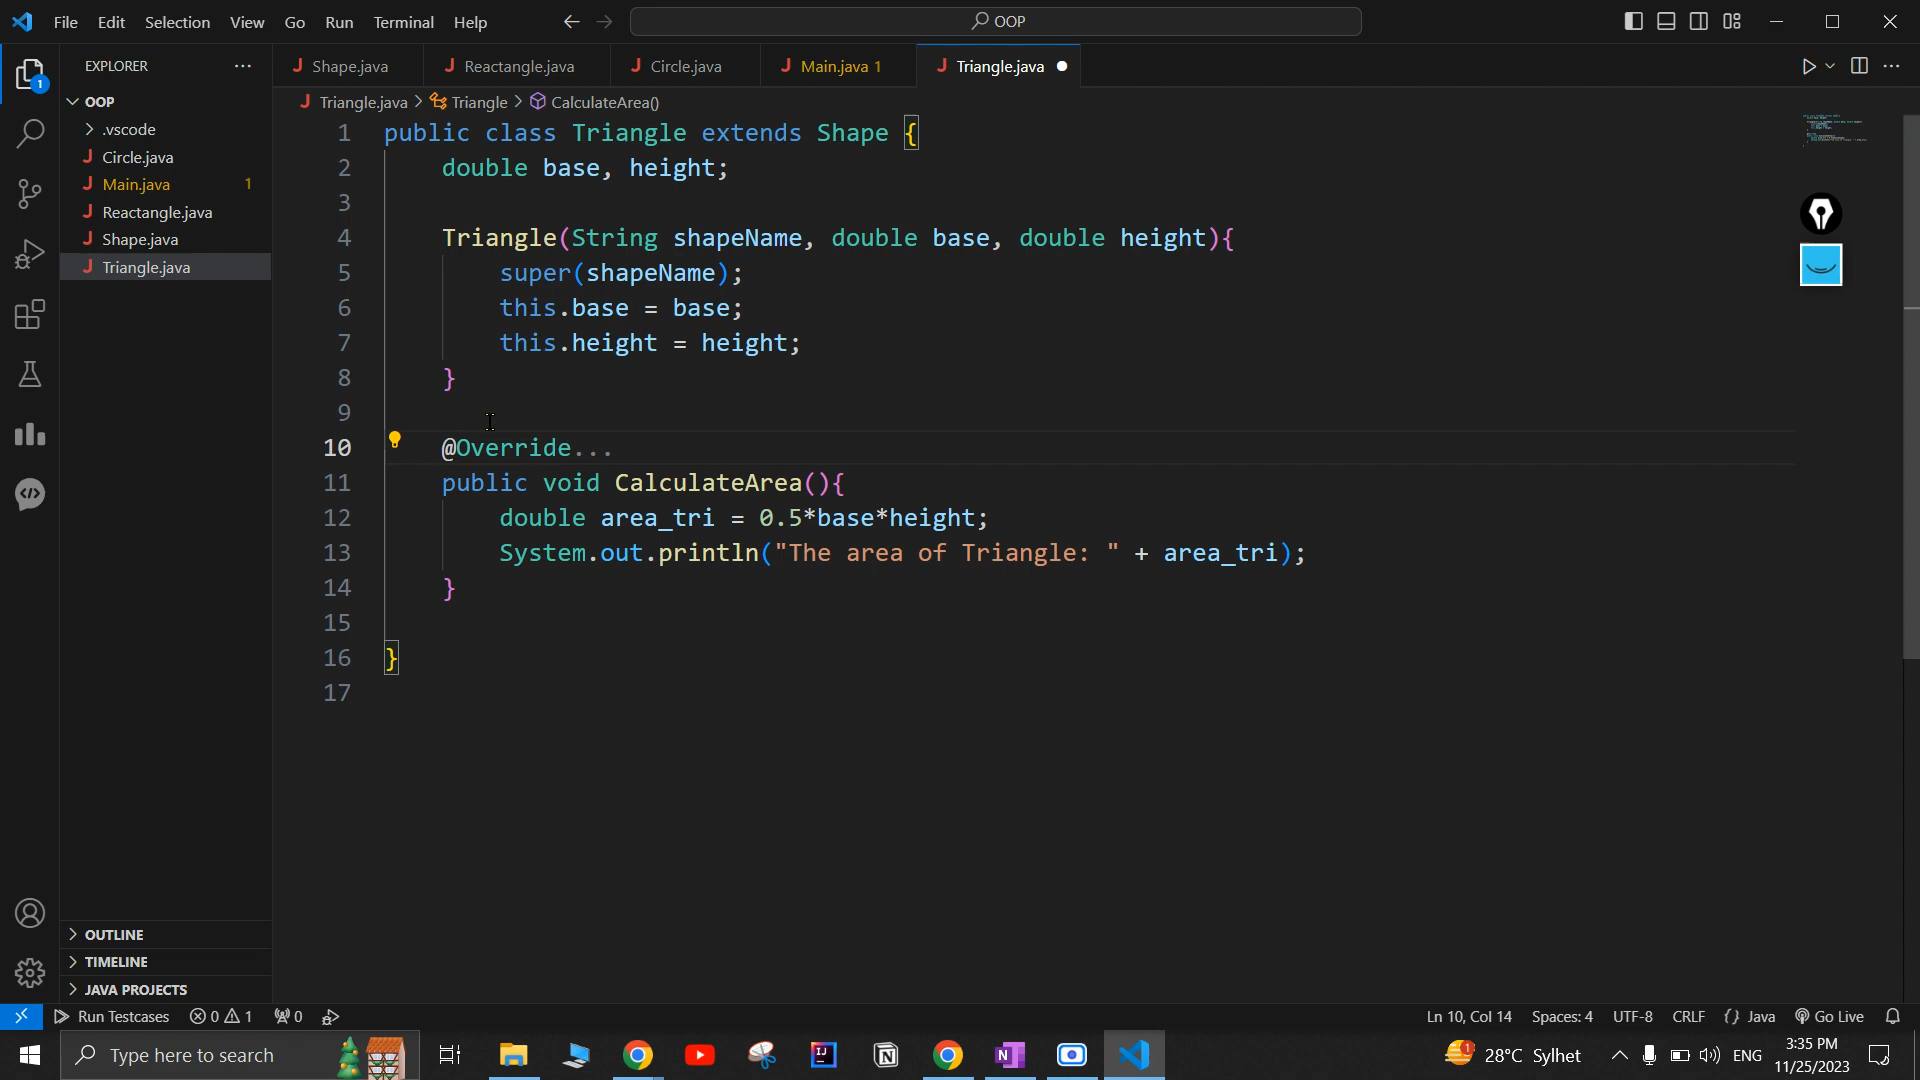 File Edit Selection View Go Run Terminal Help OOP
EXPLORER
OOP
.vscode
Circle.java
Main.java 1
Reactangle.java
Shape.java
Triangle.java
OUTLINE
TIMELINE
JAVA PROJECTS
Shape.java Reactangle.java Circle.java Main.java 1 Triangle.java
Triangle.java > Triangle > CalculateArea()
1 public class Triangle extends Shape {
2 double base, height;
3
4 Triangle(String shapeName, double base, double height){
5 super(shapeName);
6 this.base = base;
7 this.height = height;
8 }
9
10 @Override...
11 public void CalculateArea(){
12 double area_tri = 0.5*base*height;
13 System.out.println("The area of Triangle: " + area_tri);
14 }
15
16 }
17
Run Testcases 0 1 0 Ln 10, Col 14 Spaces: 4 UTF-8 CRLF {} Java Go Live
Type here to search 28°C Sylhet ENG 3:35 PM
11/25/2023